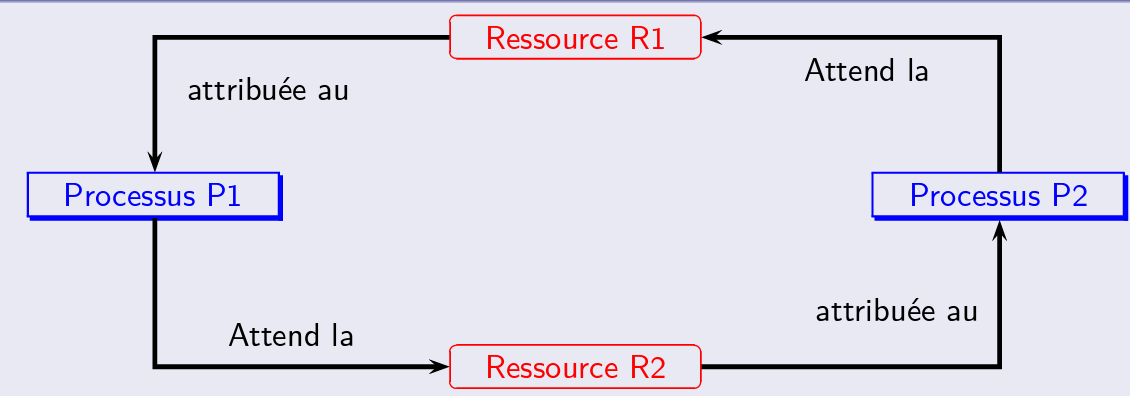 Ressource R1
Attend la
attribuée au
Processus P1
Processus P2
attribuée au
Attend la
Ressource R2